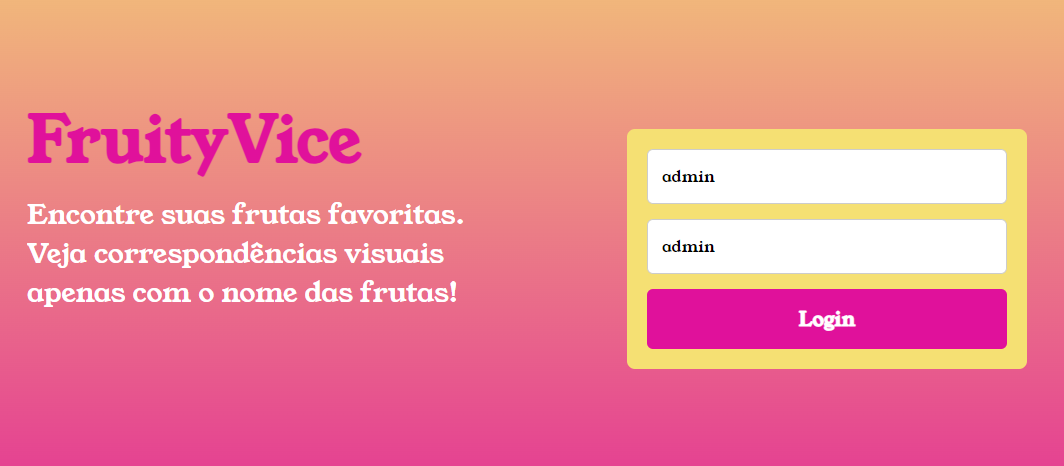 FruityVice
Encontre suas frutas favoritas.
Veja correspondências visuais
apenas com o nome das frutas!
admin
admin
Login